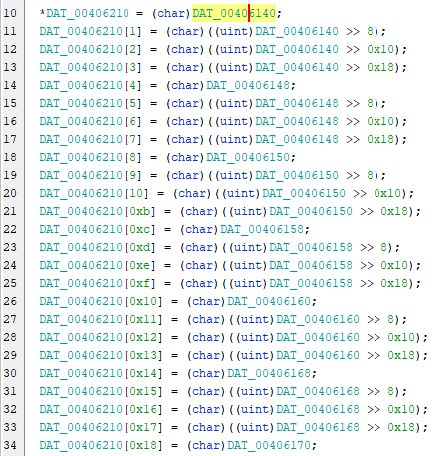 10 *DAT_00406210 = (char)DAT_00406140;
11 DAT_00406210[1] = (char)((uint)DAT_00406140 >> 8);
12 DAT_00406210[2] = (char)((uint)DAT_00406140 >> 0x10);
13 DAT_00406210[3] = (char)((uint)DAT_00406140 >> 0x18);
14 DAT_00406210[4] = (char)DAT_00406148;
15 DAT_00406210[5] = (char)((uint)DAT_00406148 >> 8);
16 DAT_00406210[6] = (char)((uint)DAT_00406148 >> 0x10);
17 DAT_00406210[7] = (char)((uint)DAT_00406148 >> 0x18);
18 DAT_00406210[8] = (char)DAT_00406150;
19 DAT_00406210[9] = (char)((uint)DAT_00406150 >> 8);
20 DAT_00406210[10] = (char)((uint)DAT_00406150 >> 0x10);
21 DAT_00406210[0xb] = (char)((uint)DAT_00406150 >> 0x18);
22 DAT_00406210[0xc] = (char)DAT_00406158;
23 DAT_00406210[0xd] = (char)((uint)DAT_00406158 >> 8);
24 DAT_00406210[0xe] = (char)((uint)DAT_00406158 >> 0x10);
25 DAT_00406210[0xf] = (char)((uint)DAT_00406158 >> 0x18);
26 DAT_00406210[0x10] = (char)DAT_00406160;
27 DAT_00406210[0x11] = (char)((uint)DAT_00406160 >> 8);
28 DAT_00406210[0x12] = (char)((uint)DAT_00406160 >> 0x10);
29 DAT_00406210[0x13] = (char)((uint)DAT_00406160 >> 0x18);
30 DAT_00406210[0x14] = (char)DAT_00406168;
31 DAT_00406210[0x15] = (char)((uint)DAT_00406168 >> 8);
32 DAT_00406210[0x16] = (char)((uint)DAT_00406168 >> 0x10);
33 DAT_00406210[0x17] = (char)((uint)DAT_00406168 >> 0x18);
34 DAT_00406210[0x18] = (char)DAT_00406170;